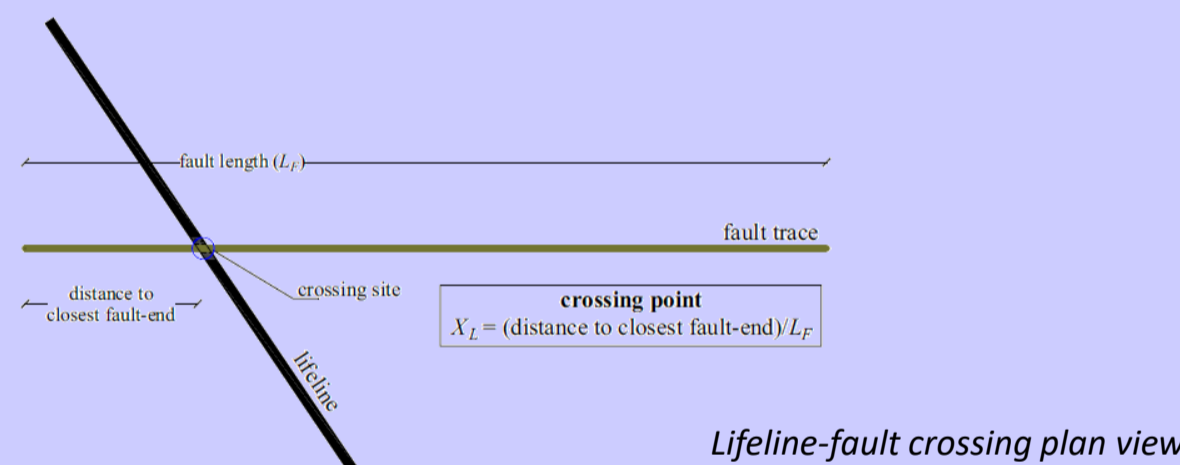 fault length (L_F)
fault trace
distance to
closest fault-end
crossing site
crossing point
X_L = (distance to closest fault-end)/L_F
lifeline
Lifeline-fault crossing plan view